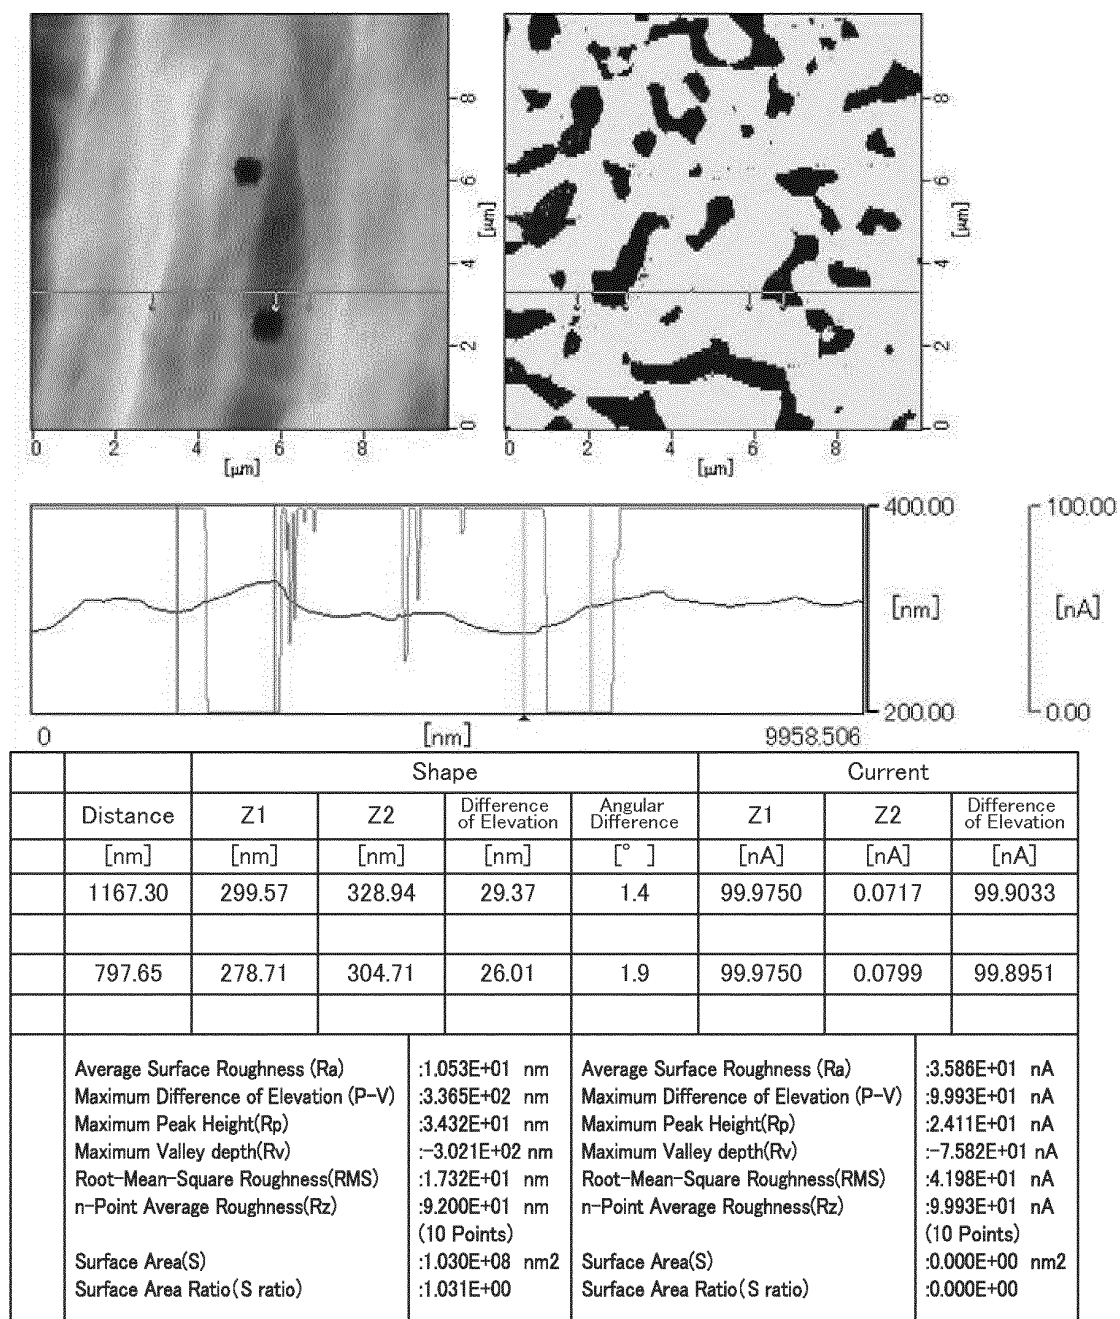 8
6
4
2
0
[μm]
0 2 4 6 8
[μm]
8
6
4
2
0
[μm]
0 2 4 6 8
[μm]
400.00
[nm]
200.00
100.00
[nA]
0.00
0 [nm] 9958.506
Shape Current
Distance Z1 Z2 Difference of Elevation Angular Difference Z1 Z2 Difference of Elevation
[nm] [nm] [nm] [nm] [° ] [nA] [nA] [nA]
1167.30 299.57 328.94 29.37 1.4 99.9750 0.0717 99.9033
797.65 278.71 304.71 26.01 1.9 99.9750 0.0799 99.8951
Average Surface Roughness (Ra) :1.053E+01 nm Average Surface Roughness (Ra) :3.586E+01 nA
Maximum Difference of Elevation (P-V) :3.365E+02 nm Maximum Difference of Elevation (P-V) :9.993E+01 nA
Maximum Peak Height(Rp) :3.432E+01 nm Maximum Peak Height(Rp) :2.411E+01 nA
Maximum Valley depth(Rv) :-3.021E+02 nm Maximum Valley depth(Rv) :-7.582E+01 nA
Root-Mean-Square Roughness(RMS) :1.732E+01 nm Root-Mean-Square Roughness(RMS) :4.198E+01 nA
n-Point Average Roughness(Rz) :9.200E+01 nm n-Point Average Roughness(Rz) :9.993E+01 nA
(10 Points) (10 Points)
Surface Area(S) :1.030E+08 nm2 Surface Area(S) :0.000E+00 nm2
Surface Area Ratio(S ratio) :1.031E+00 Surface Area Ratio(S ratio) :0.000E+00